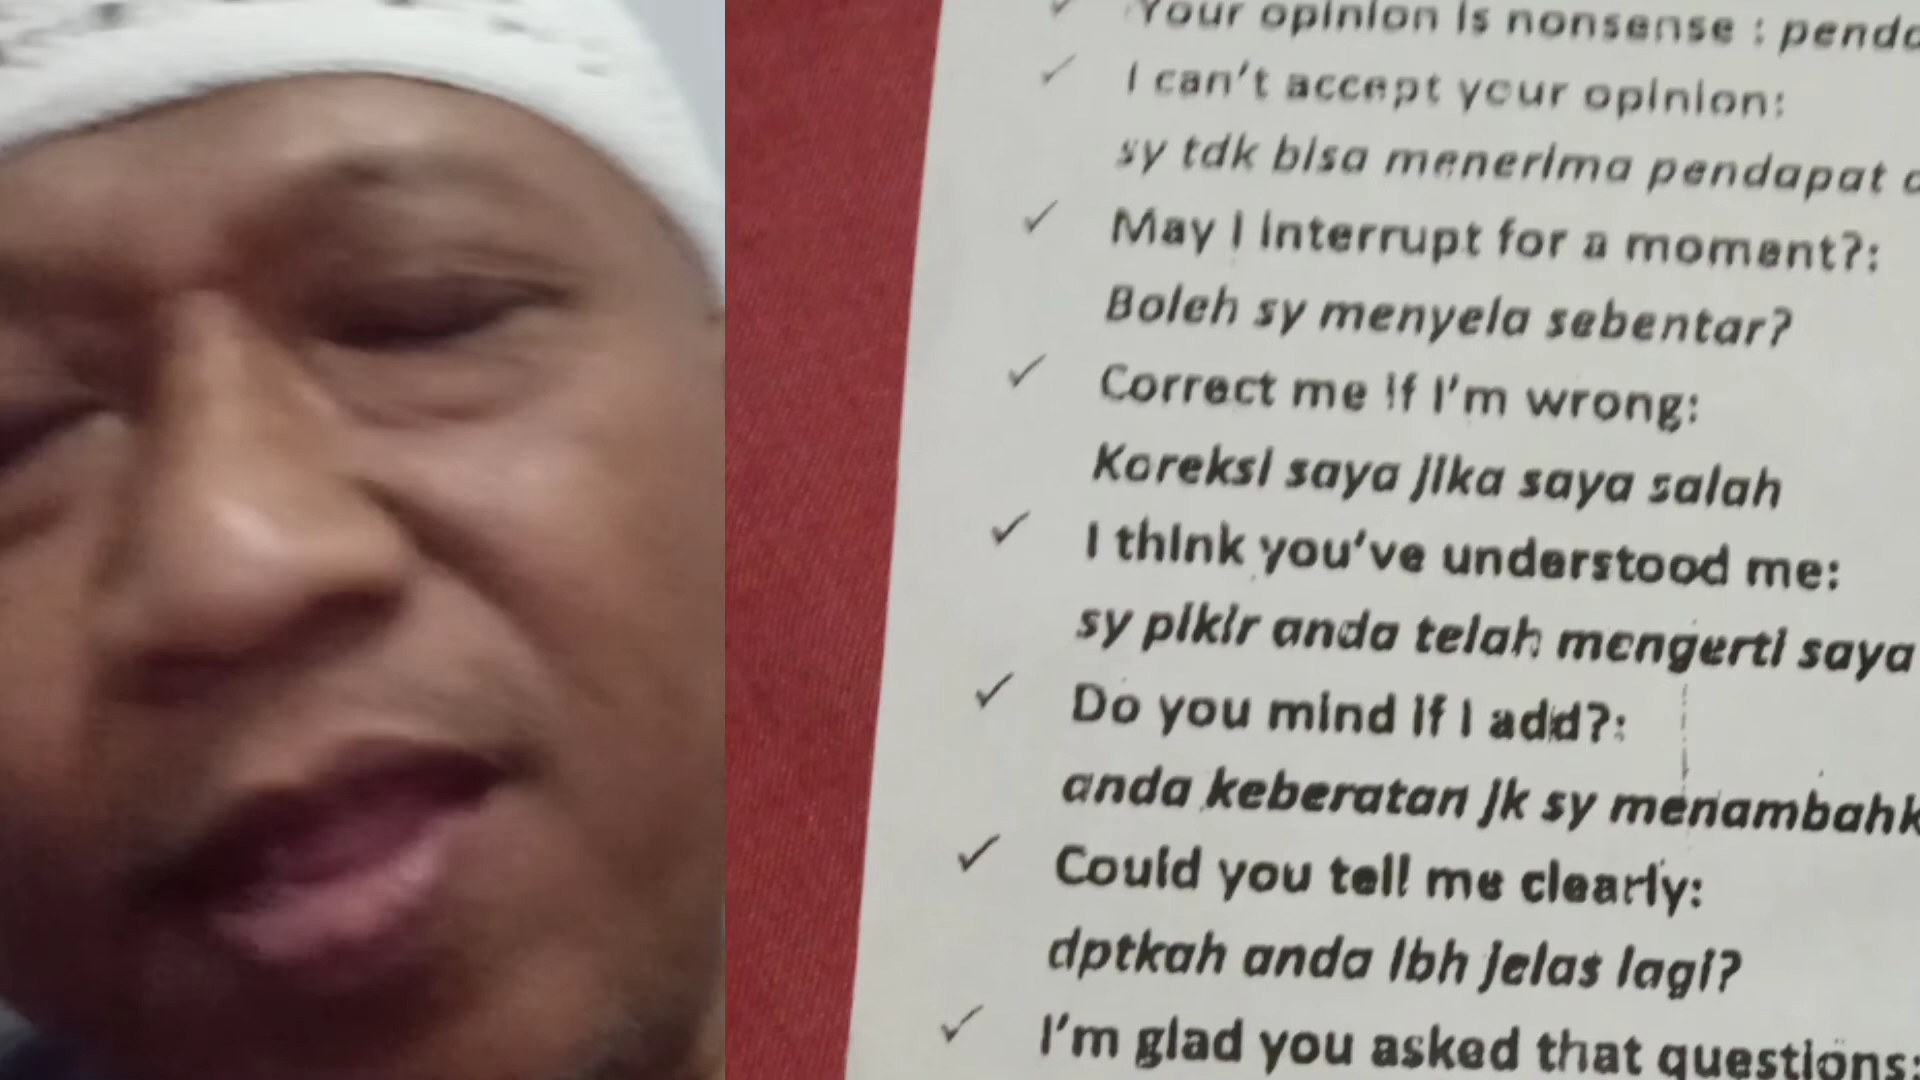 Your opinion is nonsense :
I can't accept your opinion:
sy tdk bisa menerima pendapat
May I interrupt for a moment?:
Boleh sy menyela sebentar?
Correct me if I'm wrong:
Koreksi saya jika saya salah
I think you've understood me:
sy pikir anda telah mengerti saya
Do you mind if I add?:
anda keberatan jk sy menambahk
Could you tell me clearly:
dptkah anda lbh jelas lagi?
I'm glad you asked that questions: